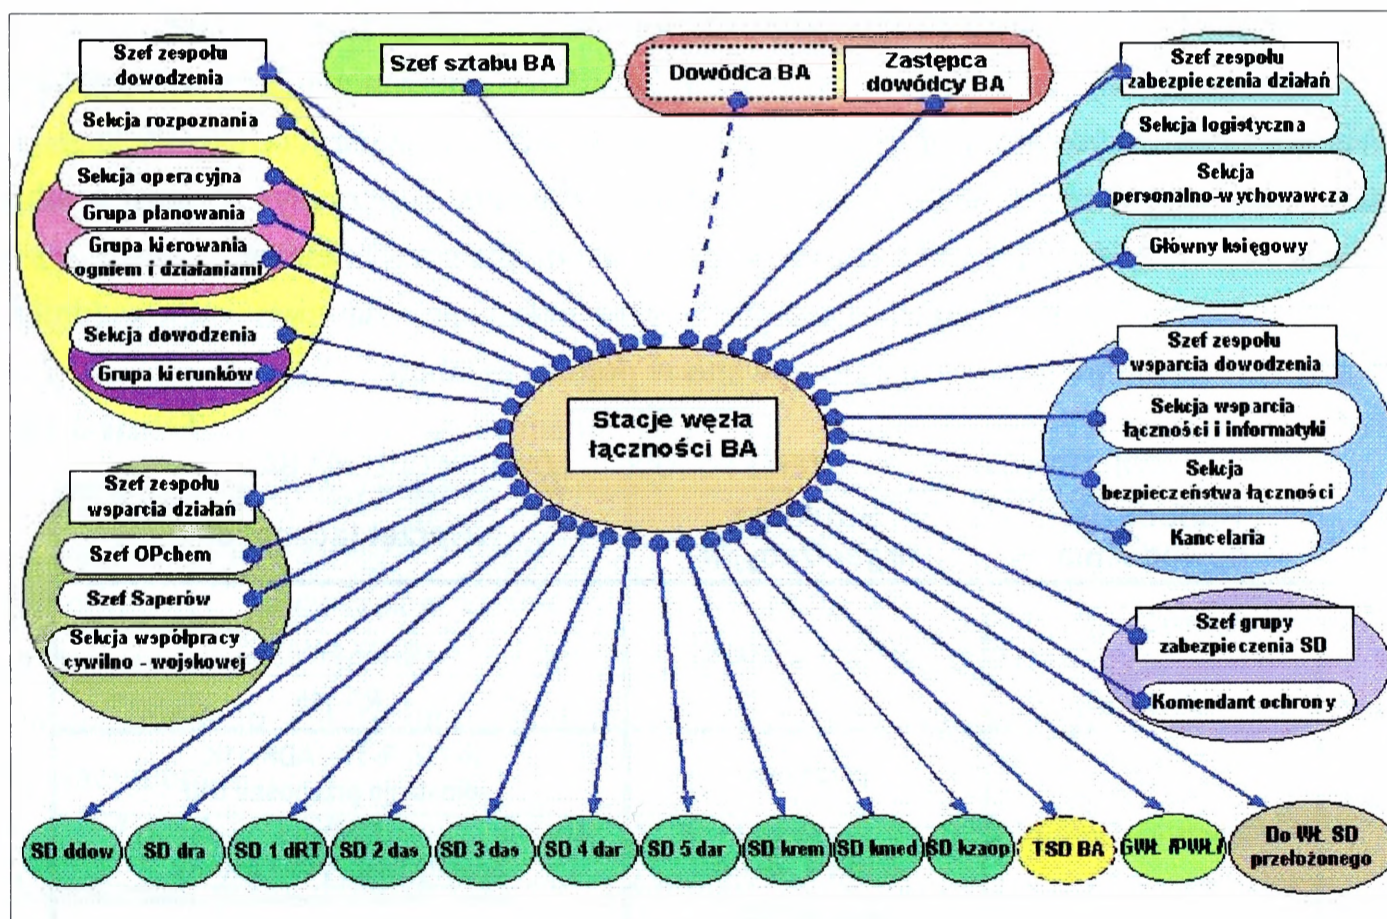 Szef zespołu
dowodzenia
Sekcja rozpoznania
Sekcja operacyjna
Grupa planowania
Grupa kierowania
ogniem i działaniami
Sekcja dowodzenia
Grupa kierunków
Szef sztabu BA
Dowódca BA
Zastępca
dowódcy BA
Szef zespołu
zabezpieczenia działań
Sekcja logistyczna
Sekcja
personalno-wychowawcza
Główny księgowy
Stacje węzła
łączności BA
Szef zespołu
wsparcia dowodzenia
Sekcja wsparcia
łączności i informatyki
Sekcja
bezpieczeństwa łączności
Kancelaria
Szef zespołu
wsparcia działań
Szef OPchem
Szef Saperów
Sekcja współpracy
cywilno - wojskowej
Szef grupy
zabezpieczenia SD
Komendant ochrony
SD ddow
SD dra
SD 1 dRT
SD 2 das
SD 3 das
SD 4 dar
SD 5 dar
SD krem
SD kmed
SD kzaop
TSD BA
GWŁ /PWŁ/
Do WŁ SD
przełożonego